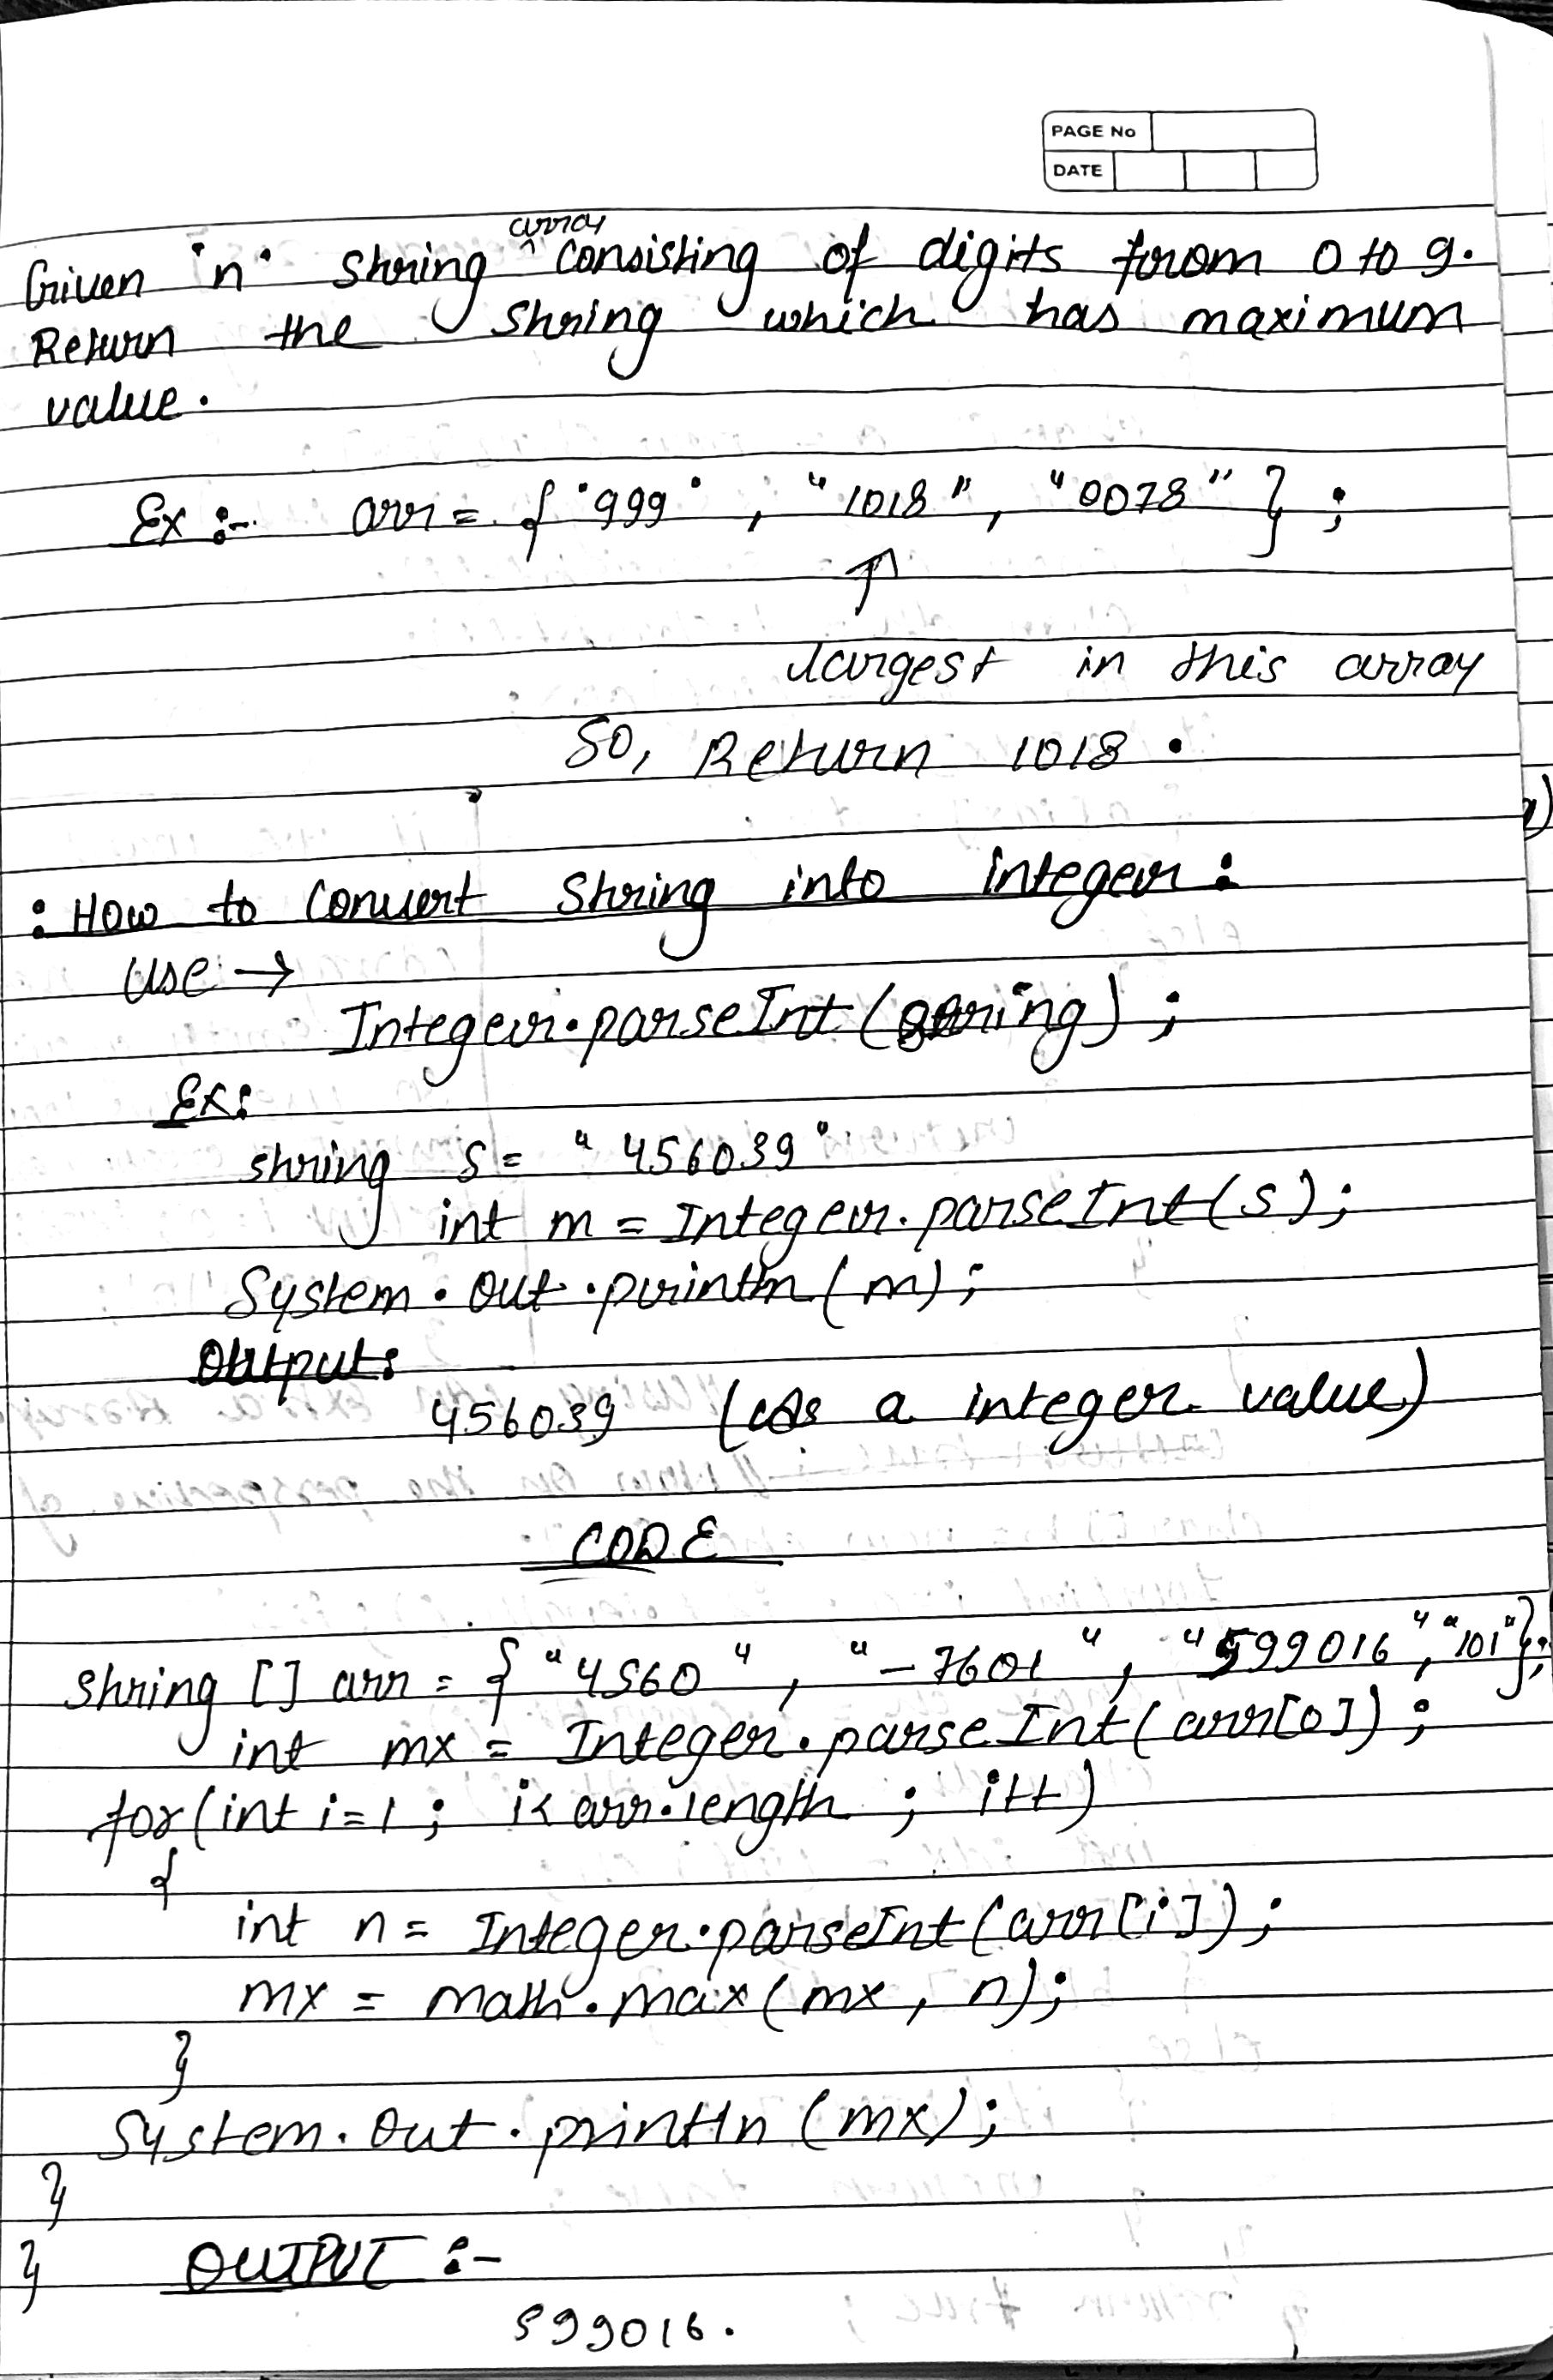 PAGE No
DATE
Given "n" string array consisting of digits from 0 to 9.
Return the string which has maximum
value.
Ex :- arr = { "999" , "1018" , "0078" } ;
↑
largest in this array
So, Return 1018 .
: How to convert string into integer :
Use →
Integer.parseInt(string) ;
Ex:
string s = "456039"
int m = Integer.parseInt(s);
System.out.println(m);
Output:
456039 (As a integer value)
CODE
string [] arr = { "4560" , "-7601" , "599016" , "101" };
int mx = Integer.parseInt(arr[0]) ;
for(int i=1 ; i< arr.length ; i++)
{
int n = Integer.parseInt(arr[i]);
mx = math.max(mx, n);
}
System.out.println(mx);
}
} OUTPUT :-
599016.